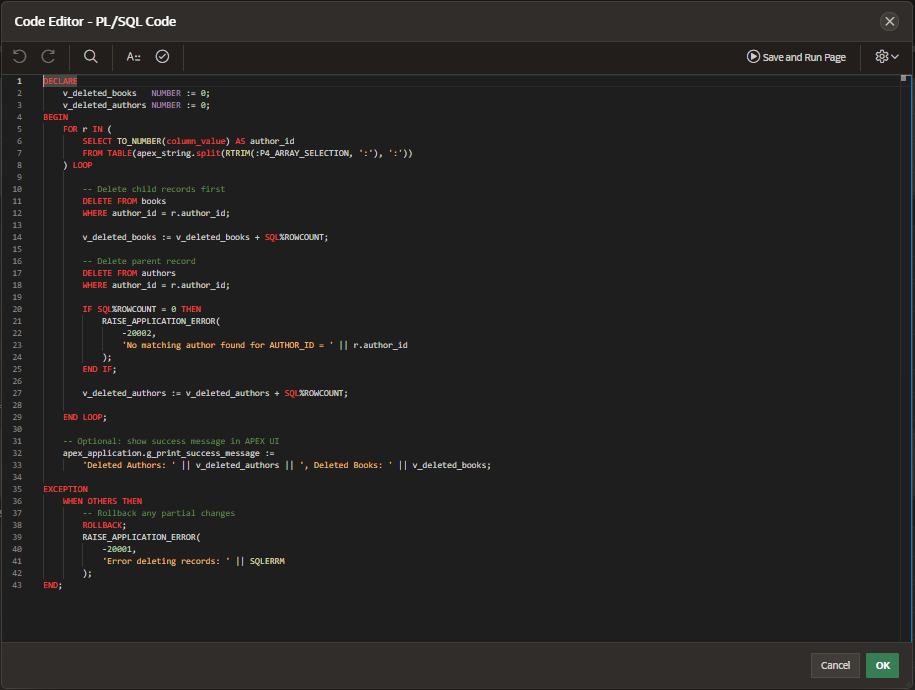 Code Editor - PL/SQL Code
A::
Save and Run Page
1 DECLARE
2 v_deleted_books NUMBER := 0;
3 v_deleted_authors NUMBER := 0;
4 BEGIN
5 FOR r IN (
6 SELECT TO_NUMBER(column_value) AS author_id
7 FROM TABLE(apex_string.split(RTRIM(:P4_ARRAY_SELECTION, ':'), ':'))
8 ) LOOP
9
10 -- Delete child records first
11 DELETE FROM books
12 WHERE author_id = r.author_id;
13
14 v_deleted_books := v_deleted_books + SQL%ROWCOUNT;
15
16 -- Delete parent record
17 DELETE FROM authors
18 WHERE author_id = r.author_id;
19
20 IF SQL%ROWCOUNT = 0 THEN
21 RAISE_APPLICATION_ERROR(
22 -20002,
23 'No matching author found for AUTHOR_ID = ' || r.author_id
24 );
25 END IF;
26
27 v_deleted_authors := v_deleted_authors + SQL%ROWCOUNT;
28
29 END LOOP;
30
31 -- Optional: show success message in APEX UI
32 apex_application.g_print_success_message :=
33 'Deleted Authors: ' || v_deleted_authors || ', Deleted Books: ' || v_deleted_books;
34
35 EXCEPTION
36 WHEN OTHERS THEN
37 -- Rollback any partial changes
38 ROLLBACK;
39 RAISE_APPLICATION_ERROR(
40 -20001,
41 'Error deleting records: ' || SQLERRM
42 );
43 END;
Cancel
OK